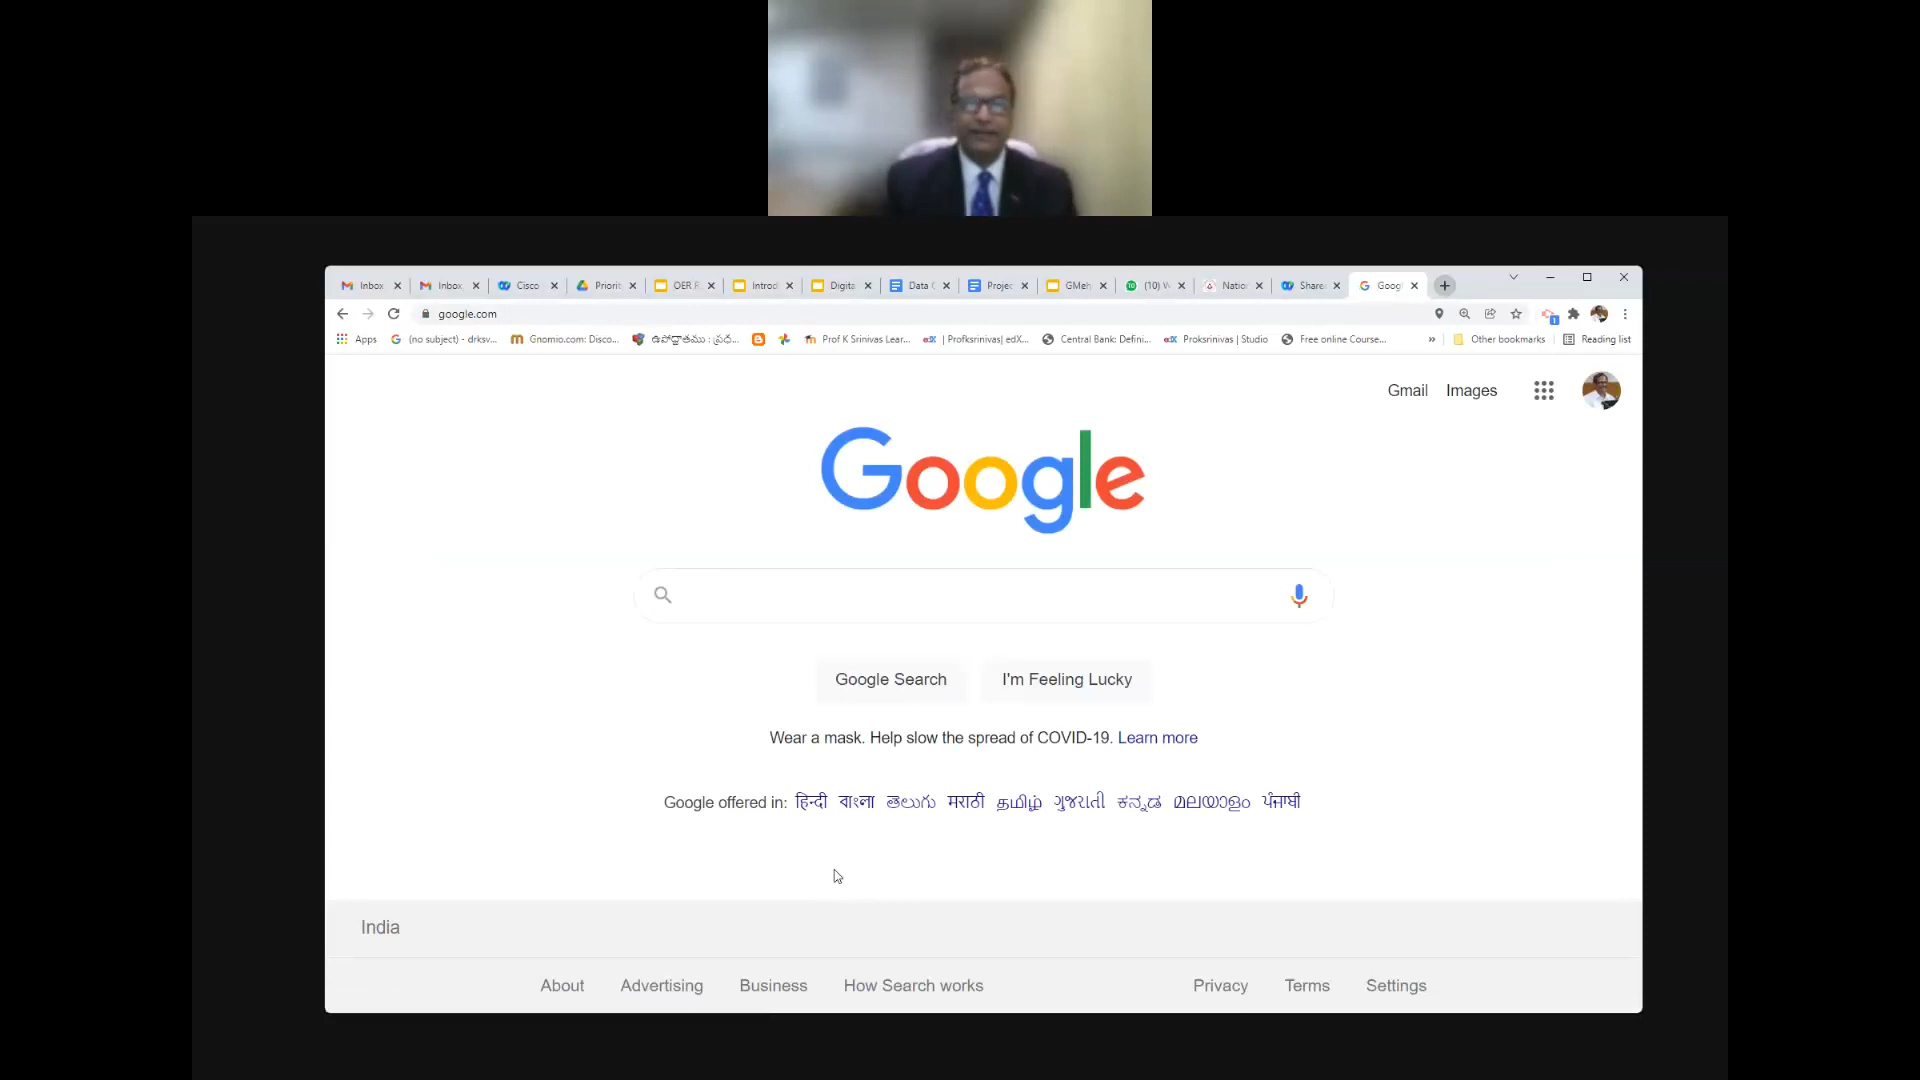 Inbox Inbox Cisco Priorit OER F Introd Digita Data C Projec GMeh (10) W Natio Share Goog
google.com
Apps (no subject) - drksv... Gnomio.com: Disco... ఉపోద్ఘాతము : ప్రధ... Prof K Srinivas Lear... | Profksrinivas| edX... Central Bank: Defini... Proksrinivas | Studio Free online Course... » Other bookmarks Reading list
Gmail Images
Google
Google Search I'm Feeling Lucky
Wear a mask. Help slow the spread of COVID-19. Learn more
Google offered in: हिन्दी বাংলা తెలుగు मराठी தமிழ் ગુજરાતી ಕನ್ನಡ മലയാളം ਪੰਜਾਬੀ
India
About Advertising Business How Search works Privacy Terms Settings